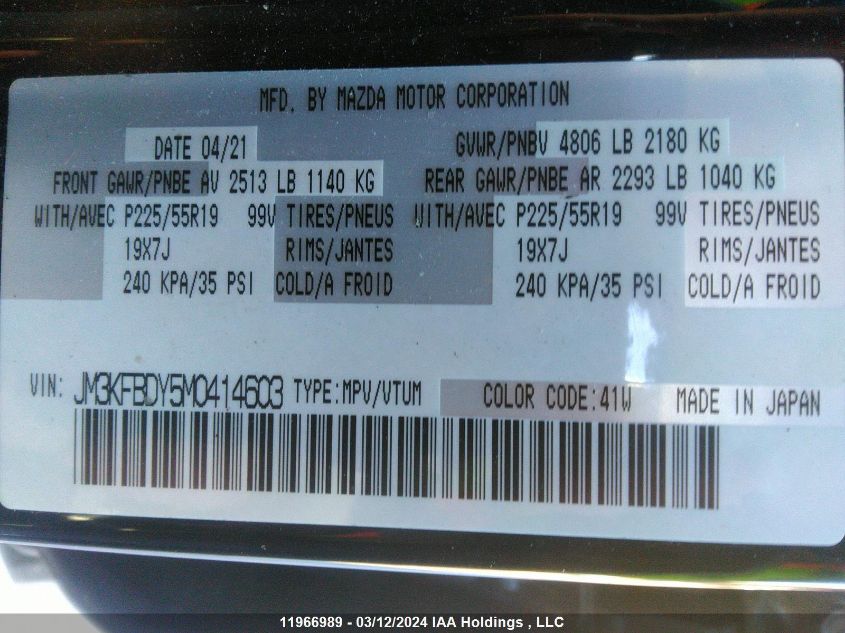 MFD. BY MAZDA MOTOR CORPORATION
DATE 04/21 GVWR/PNBV 4806 LB 2180 KG
FRONT GAWR/PNBE AV 2513 LB 1140 KG REAR GAWR/PNBE AR 2293 LB 1040 KG
WITH/AVEC P225/55R19 99V TIRES/PNEUS WITH/AVEC P225/55R19 99V TIRES/PNEUS
19X7J RIMS/JANTES 19X7J RIMS/JANTES
240 KPA/35 PSI COLD/A FROID 240 KPA/35 PSI COLD/A FROID
VIN: JM3KFBDY5M0414603 TYPE:MPV/VTUM COLOR CODE:41W MADE IN JAPAN
11966989 - 03/12/2024 IAA Holdings , LLC